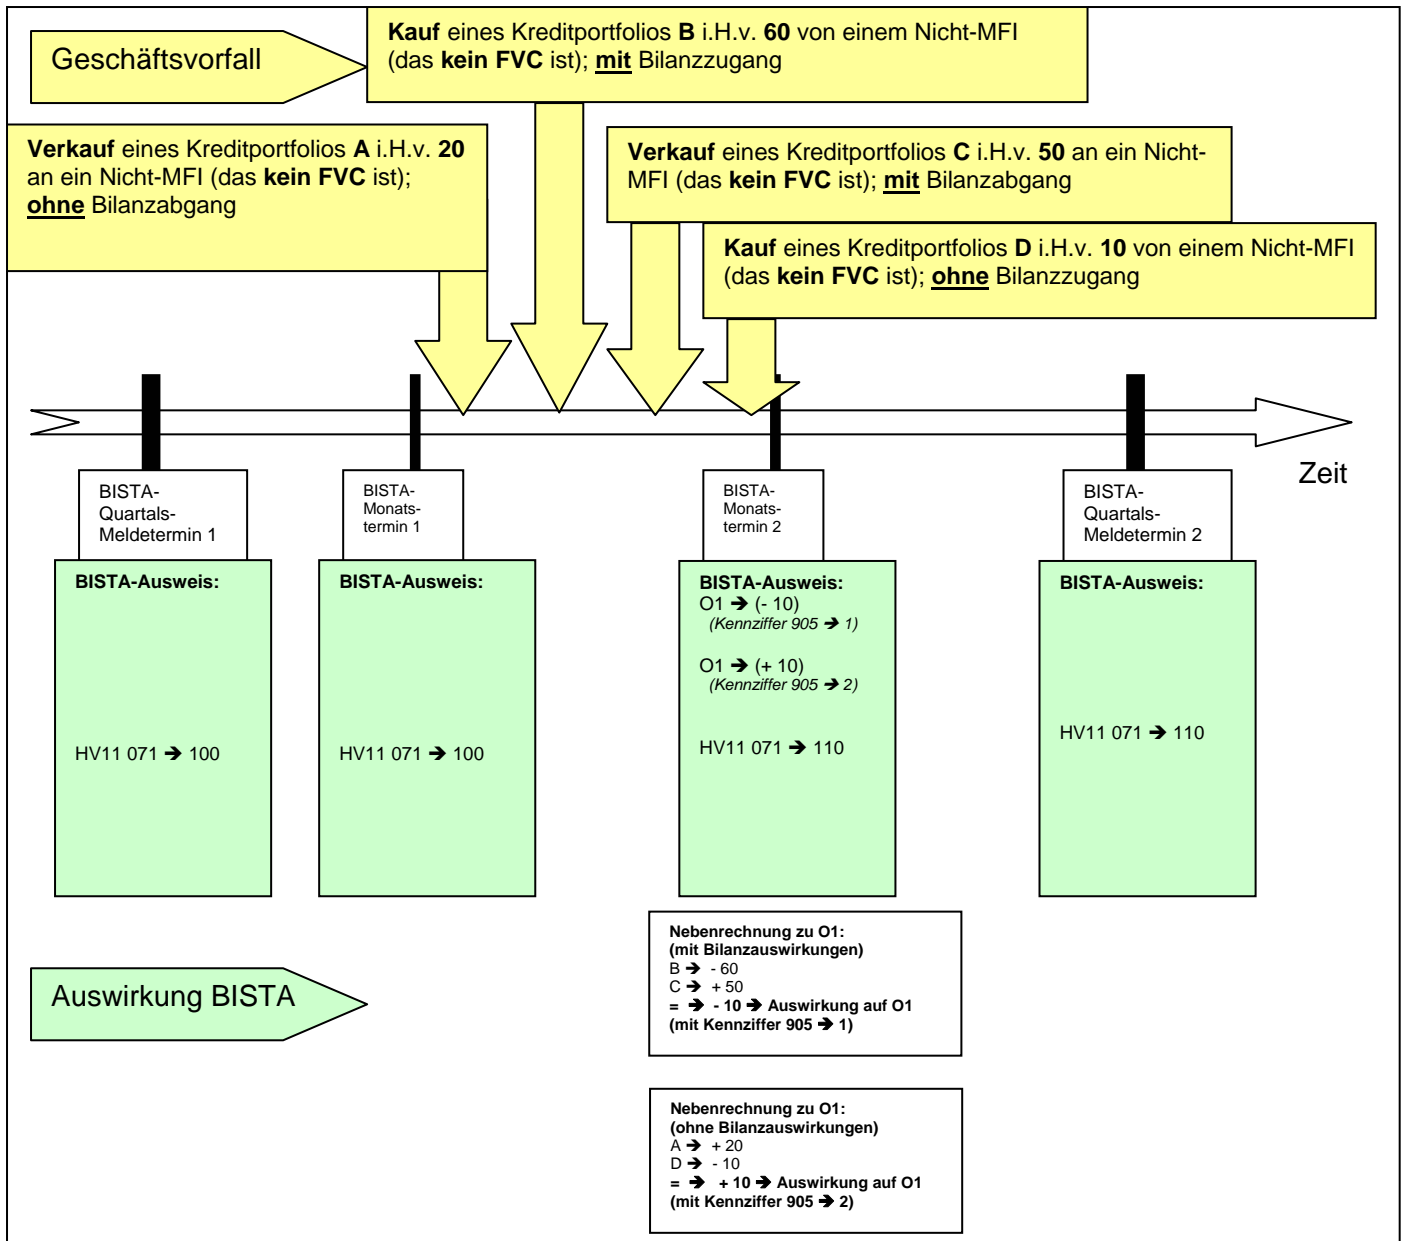 Geschäftsvorfall
Kauf eines Kreditportfolios B i.H.v. 60 von einem Nicht-MFI
(das kein FVC ist); mit Bilanzzugang
Verkauf eines Kreditportfolios A i.H.v. 20
an ein Nicht-MFI (das kein FVC ist);
ohne Bilanzabgang
Verkauf eines Kreditportfolios C i.H.v. 50 an ein Nicht-
MFI (das kein FVC ist); mit Bilanzabgang
Kauf eines Kreditportfolios D i.H.v. 10 von einem Nicht-MFI
(das kein FVC ist); ohne Bilanzzugang
Zeit
BISTA-
Quartals-
Meldetermin 1
BISTA-
Monats-
termin 1
BISTA-
Monats-
termin 2
BISTA-
Quartals-
Meldetermin 2
BISTA-Ausweis:
HV11 071 ➔ 100
BISTA-Ausweis:
HV11 071 ➔ 100
BISTA-Ausweis:
O1 ➔ (- 10)
(Kennziffer 905 ➔ 1)
O1 ➔ (+ 10)
(Kennziffer 905 ➔ 2)
HV11 071 ➔ 110
BISTA-Ausweis:
HV11 071 ➔ 110
Auswirkung BISTA
Nebenrechnung zu O1:
(mit Bilanzauswirkungen)
B ➔ - 60
C ➔ + 50
= ➔ - 10 ➔ Auswirkung auf O1
(mit Kennziffer 905 ➔ 1)
Nebenrechnung zu O1:
(ohne Bilanzauswirkungen)
A ➔ + 20
D ➔ - 10
= ➔ + 10 ➔ Auswirkung auf O1
(mit Kennziffer 905 ➔ 2)